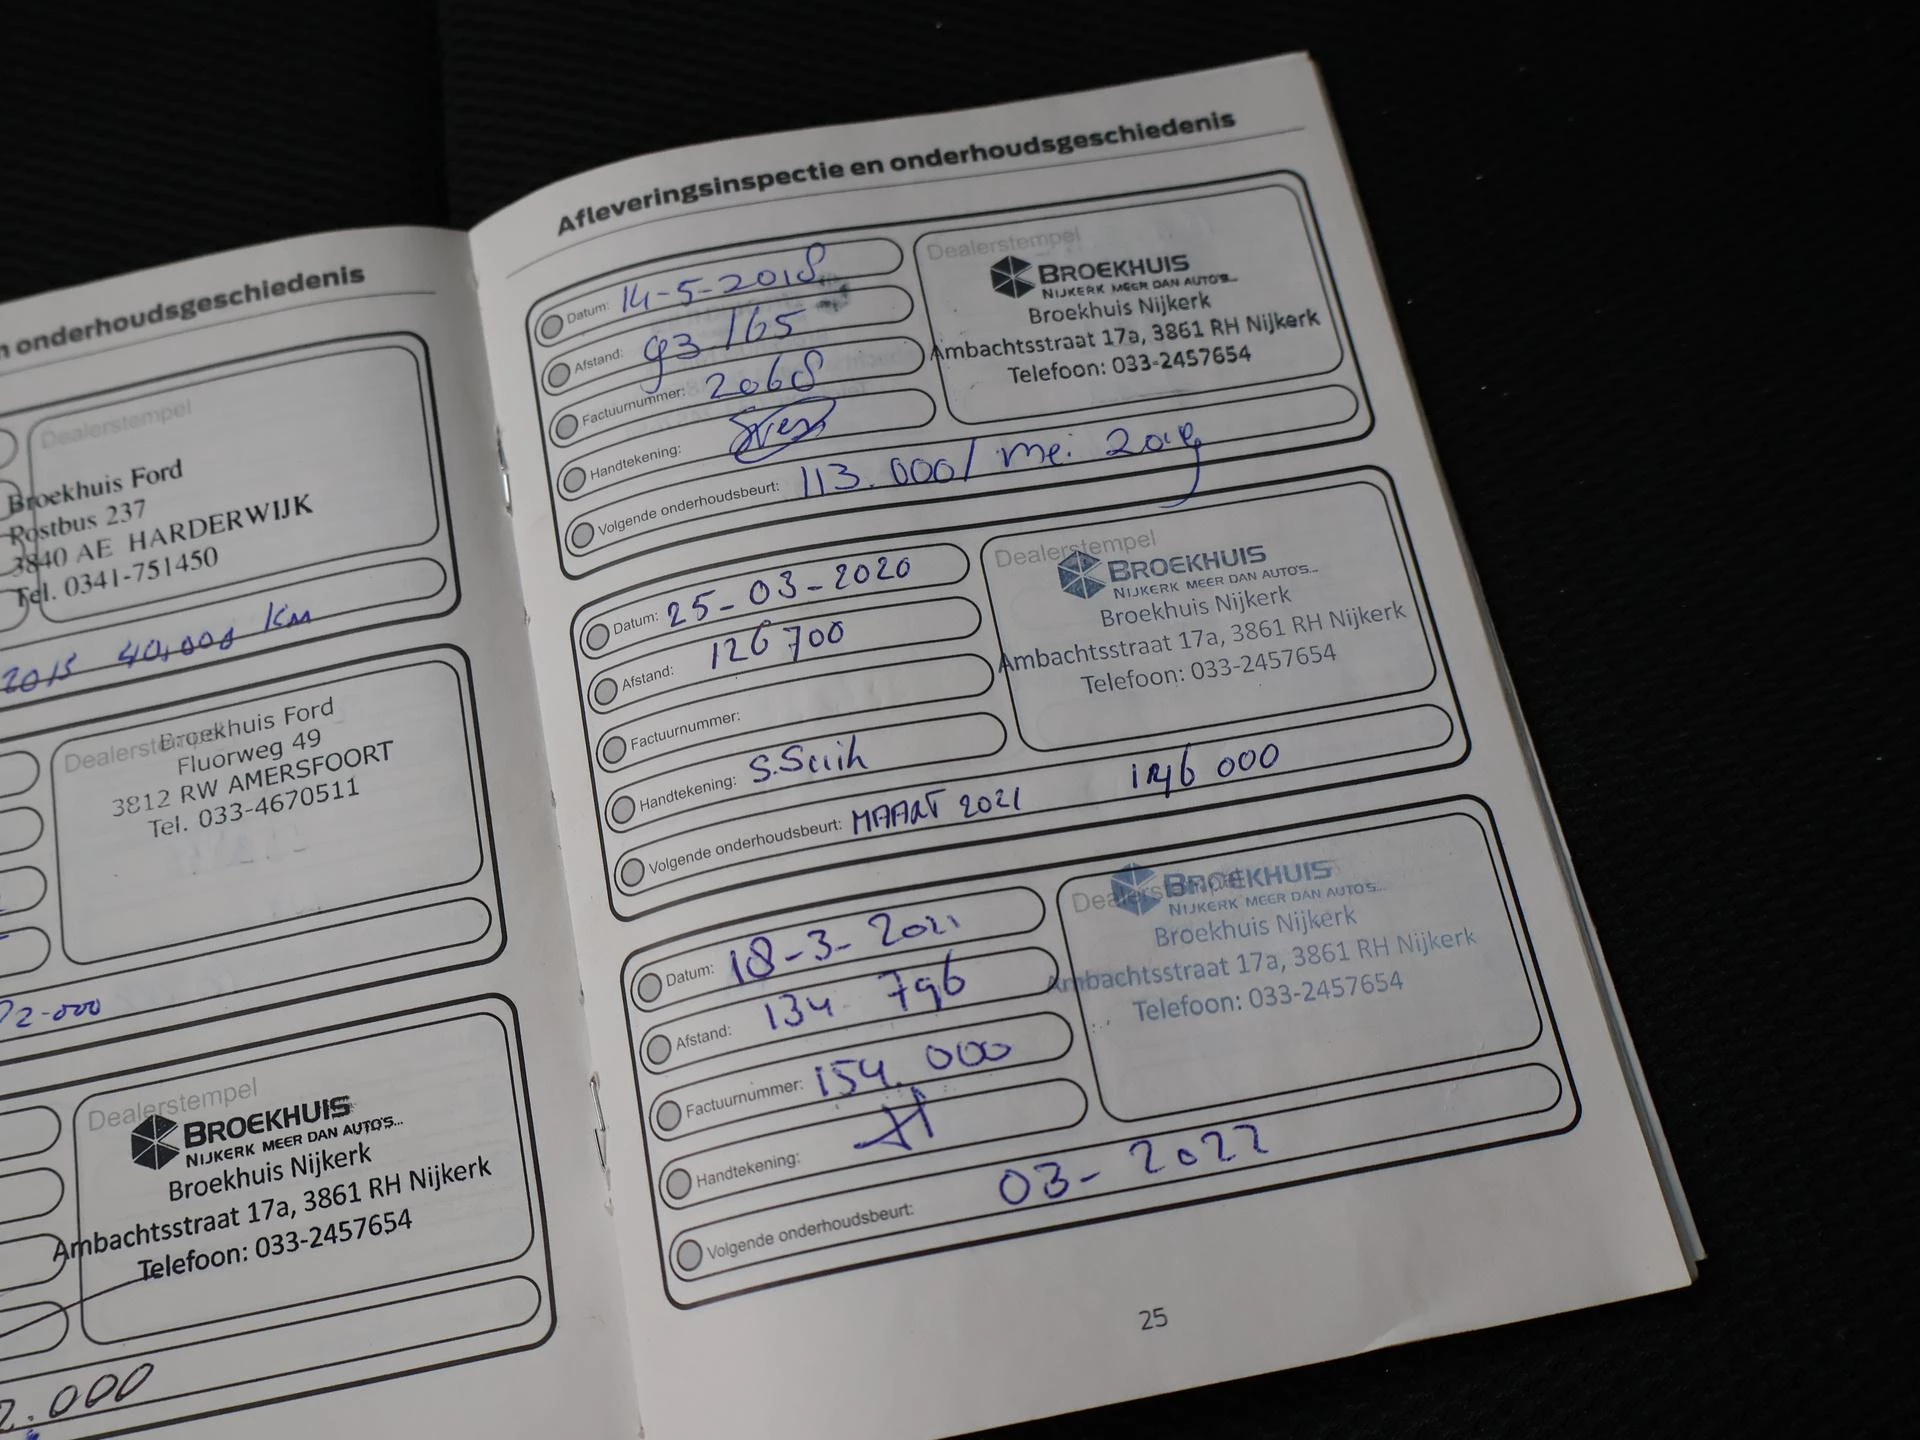 n onderhoudsgeschiedenis
Dealerstempel
Broekhuis Ford
Postbus 237
3840 AE HARDERWIJK
Tel. 0341-751450
2015 40,000 Km
Dealerstempel
Broekhuis Ford
Fluorweg 49
3812 RW AMERSFOORT
Tel. 033-4670511
2-000
Dealerstempel
BROEKHUIS
NIJKERK MEER DAN AUTO'S...
Broekhuis Nijkerk
Ambachtsstraat 17a, 3861 RH Nijkerk
Telefoon: 033-2457654
2.000
Afleveringsinspectie en onderhoudsgeschiedenis
Datum: 14-5-2018
Afstand: 93165
Factuurnummer: 2068
Handtekening:
Volgende onderhoudsbeurt: 113.000/ mei 2019
Dealerstempel
BROEKHUIS
NIJKERK MEER DAN AUTO'S...
Broekhuis Nijkerk
Ambachtsstraat 17a, 3861 RH Nijkerk
Telefoon: 033-2457654
Datum: 25-03-2020
Afstand: 126 700
Factuurnummer:
Handtekening:
Volgende onderhoudsbeurt: MAART 2021 146 000
Dealerstempel
BROEKHUIS
NIJKERK MEER DAN AUTO'S...
Broekhuis Nijkerk
Ambachtsstraat 17a, 3861 RH Nijkerk
Telefoon: 033-2457654
Datum: 18-3-2021
Afstand: 134 796
Factuurnummer: 154.000
Handtekening:
Volgende onderhoudsbeurt: 03-2022
Dealerstempel
BROEKHUIS
NIJKERK MEER DAN AUTO'S...
Broekhuis Nijkerk
Ambachtsstraat 17a, 3861 RH Nijkerk
Telefoon: 033-2457654
25